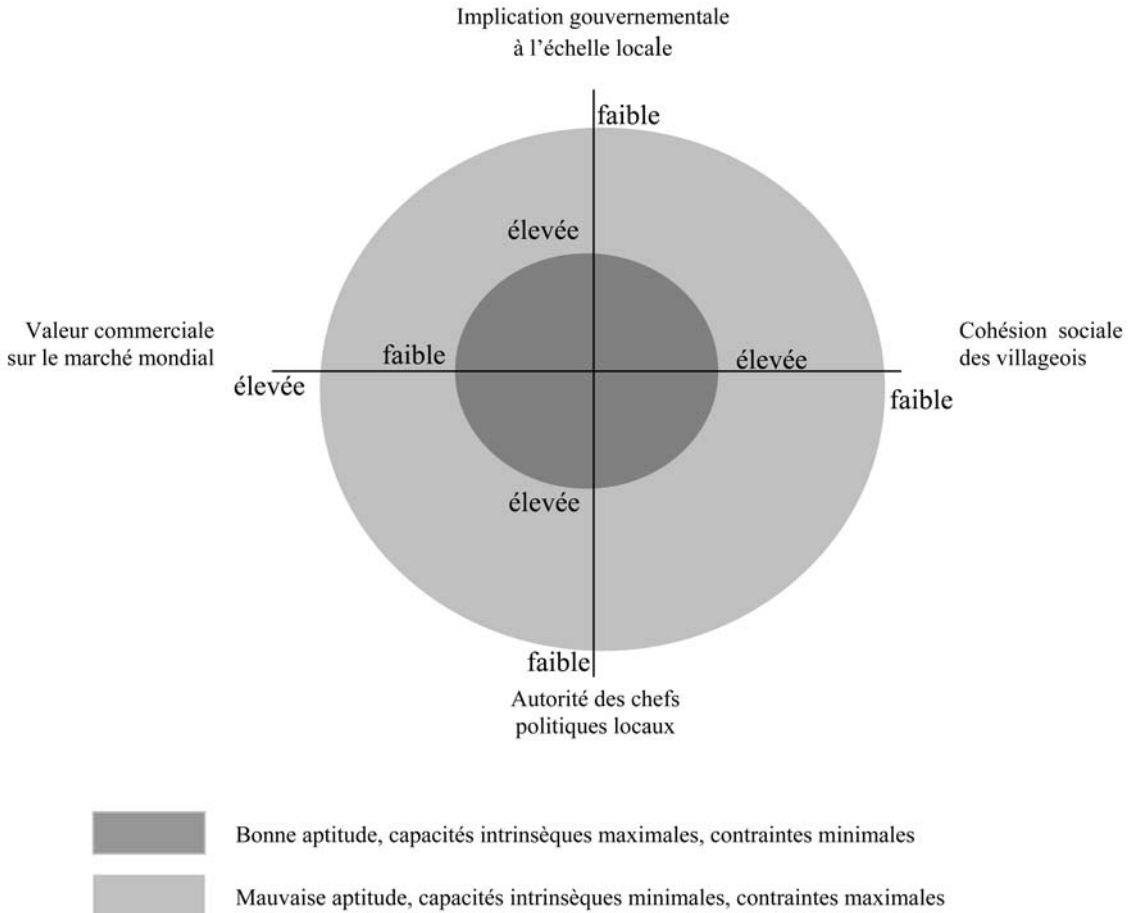 Implication gouvernementale
à l’échelle locale
faible
élevée
Valeur commerciale
sur le marché mondial
faible
élevée
élevée
Cohésion sociale
des villageois
faible
élevée
faible
Autorité des chefs
politiques locaux
Bonne aptitude, capacités intrinsèques maximales, contraintes minimales
Mauvaise aptitude, capacités intrinsèques minimales, contraintes maximales